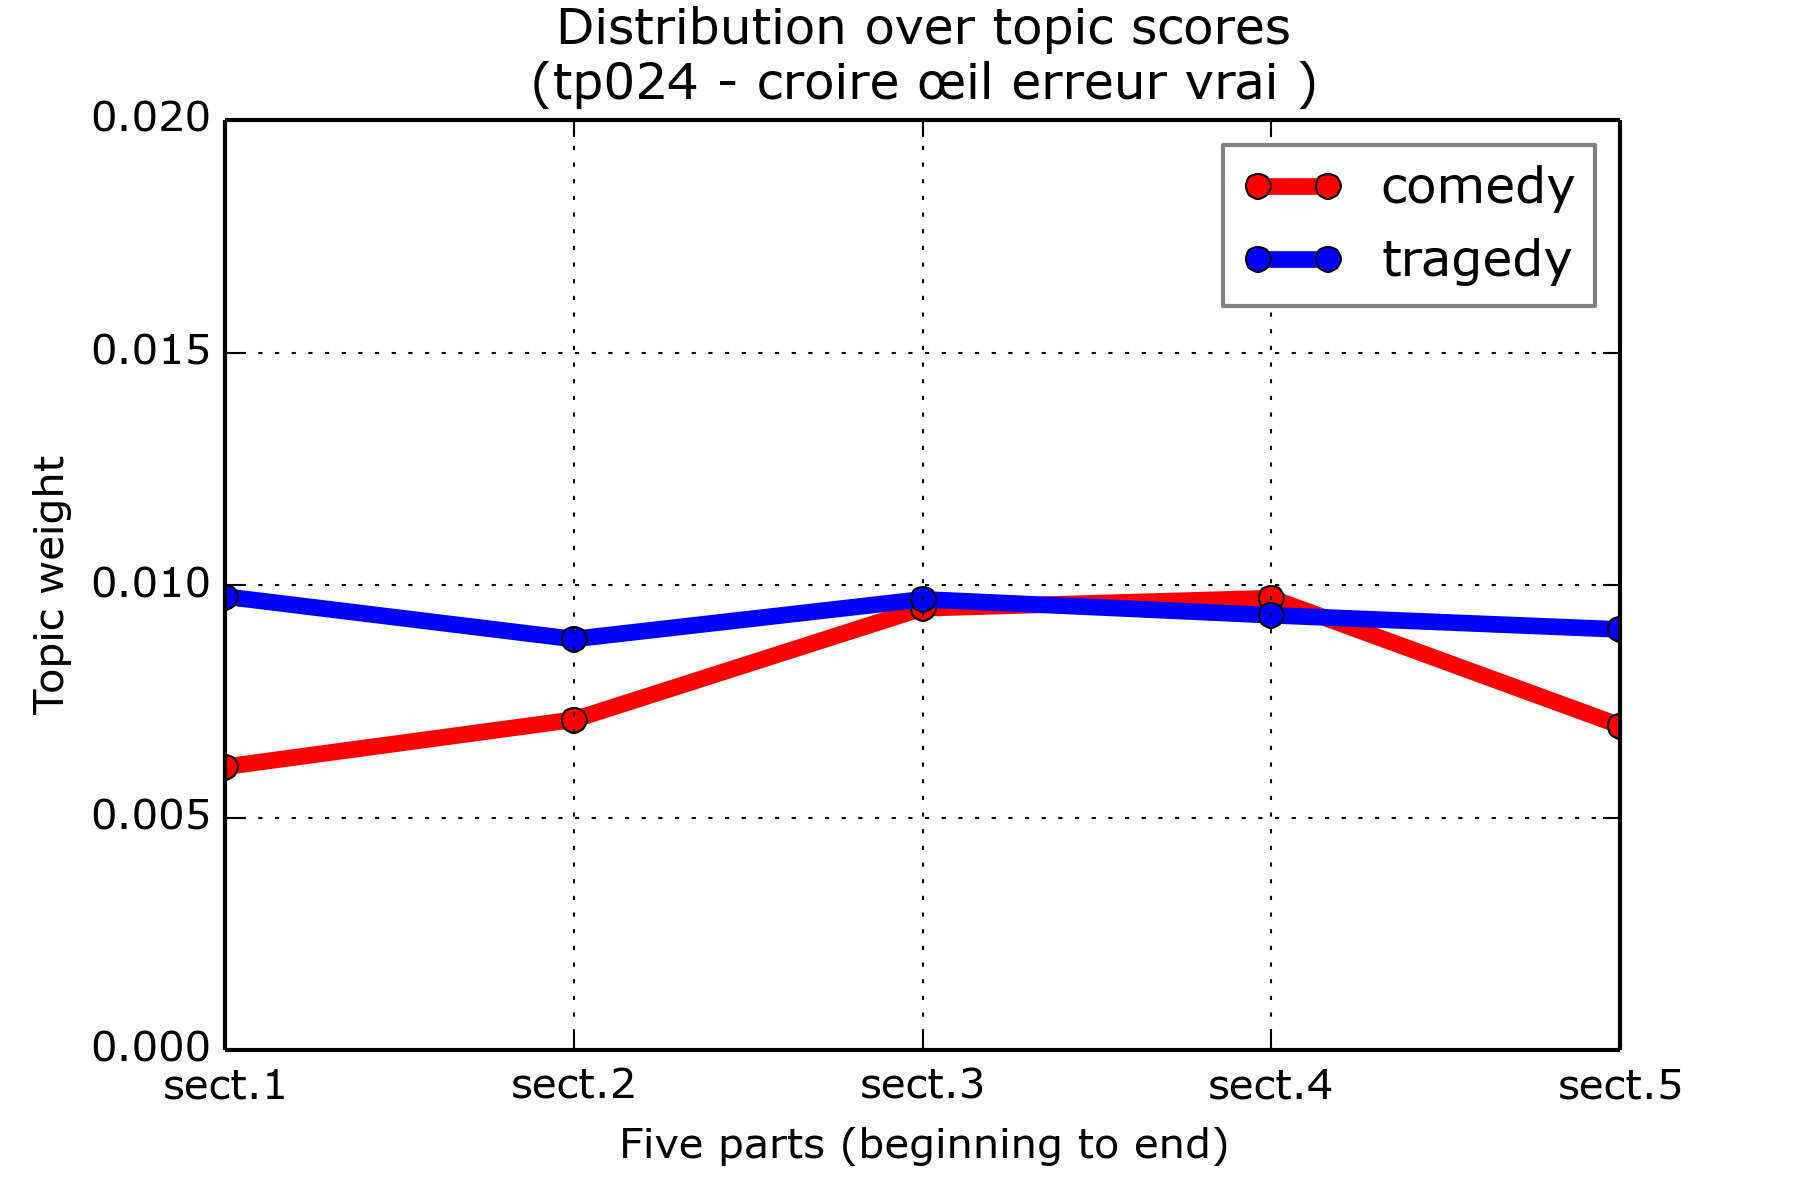 Distribution over topic scores
(tp024 - croire œil erreur vrai )
0.020
0.015
0.010
0.005
0.000
Topic weight
comedy
tragedy
sect.1 sect.2 sect.3 sect.4 sect.5
Five parts (beginning to end)